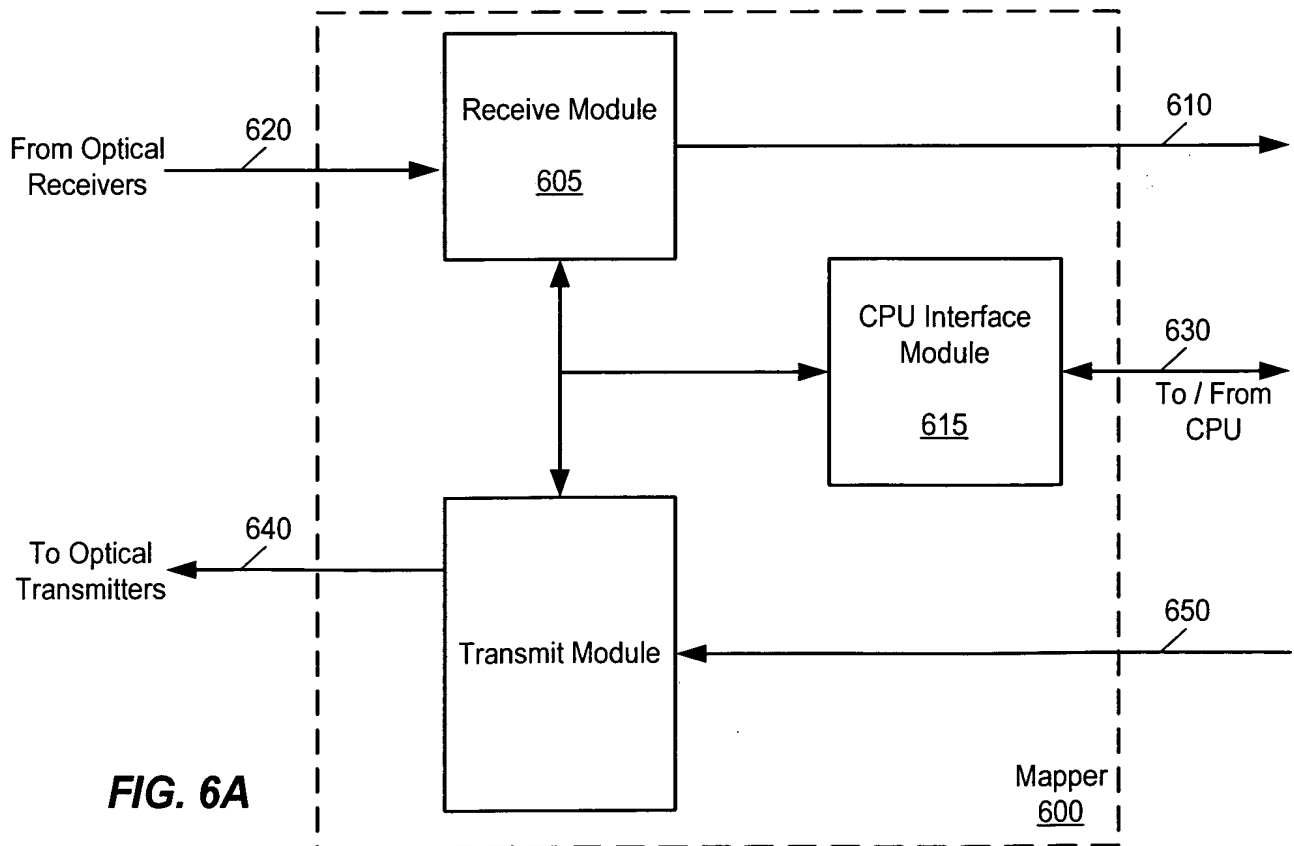 Receive Module
605
620
From Optical
Receivers
610
CPU Interface
Module
615
630
To / From
CPU
640
To Optical
Transmitters
Transmit Module
650
FIG. 6A
Mapper
600